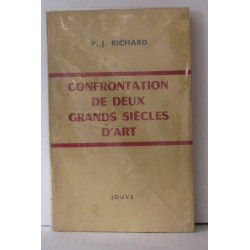 P. J. RICHARD
CONFRONTATION
DE DEUX
GRANDS SIÈCLES
D'ART
JOUVE